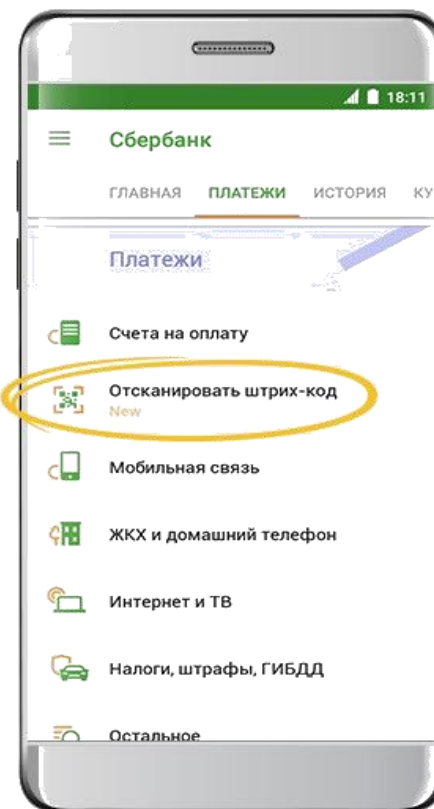 18:11
Сбербанк
ГЛАВНАЯ ПЛАТЕЖИ ИСТОРИЯ КУ
Платежи
Счета на оплату
Отсканировать штрих-код
New
Мобильная связь
ЖКХ и домашний телефон
Интернет и ТВ
Налоги, штрафы, ГИБДД
Остальное